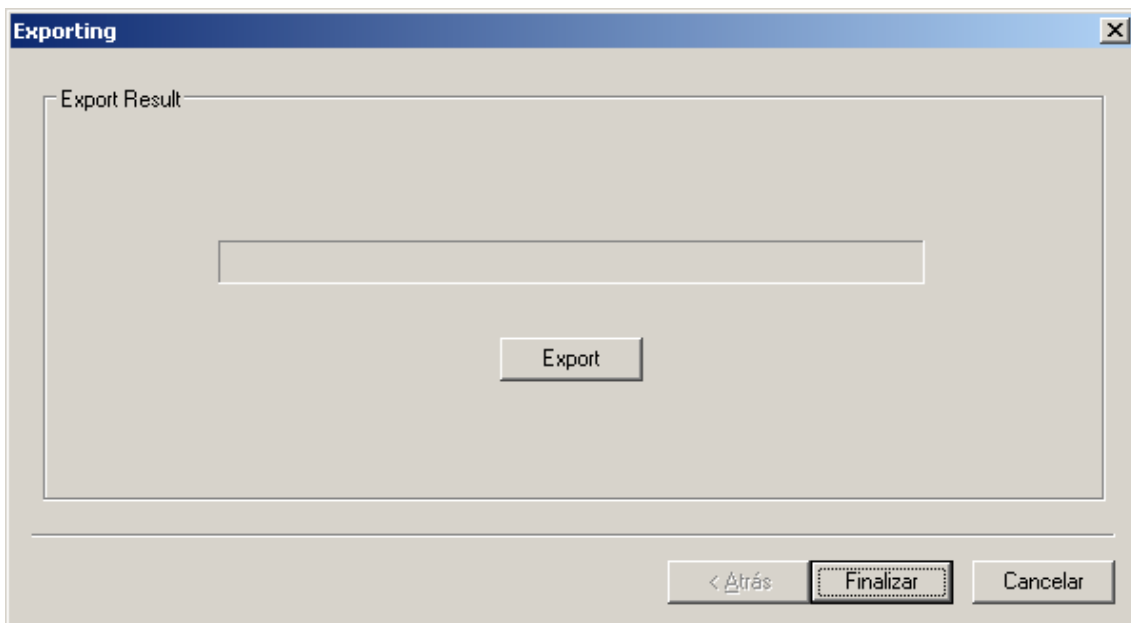 Exporting
Export Result
Export
< Atrás
Finalizar
Cancelar